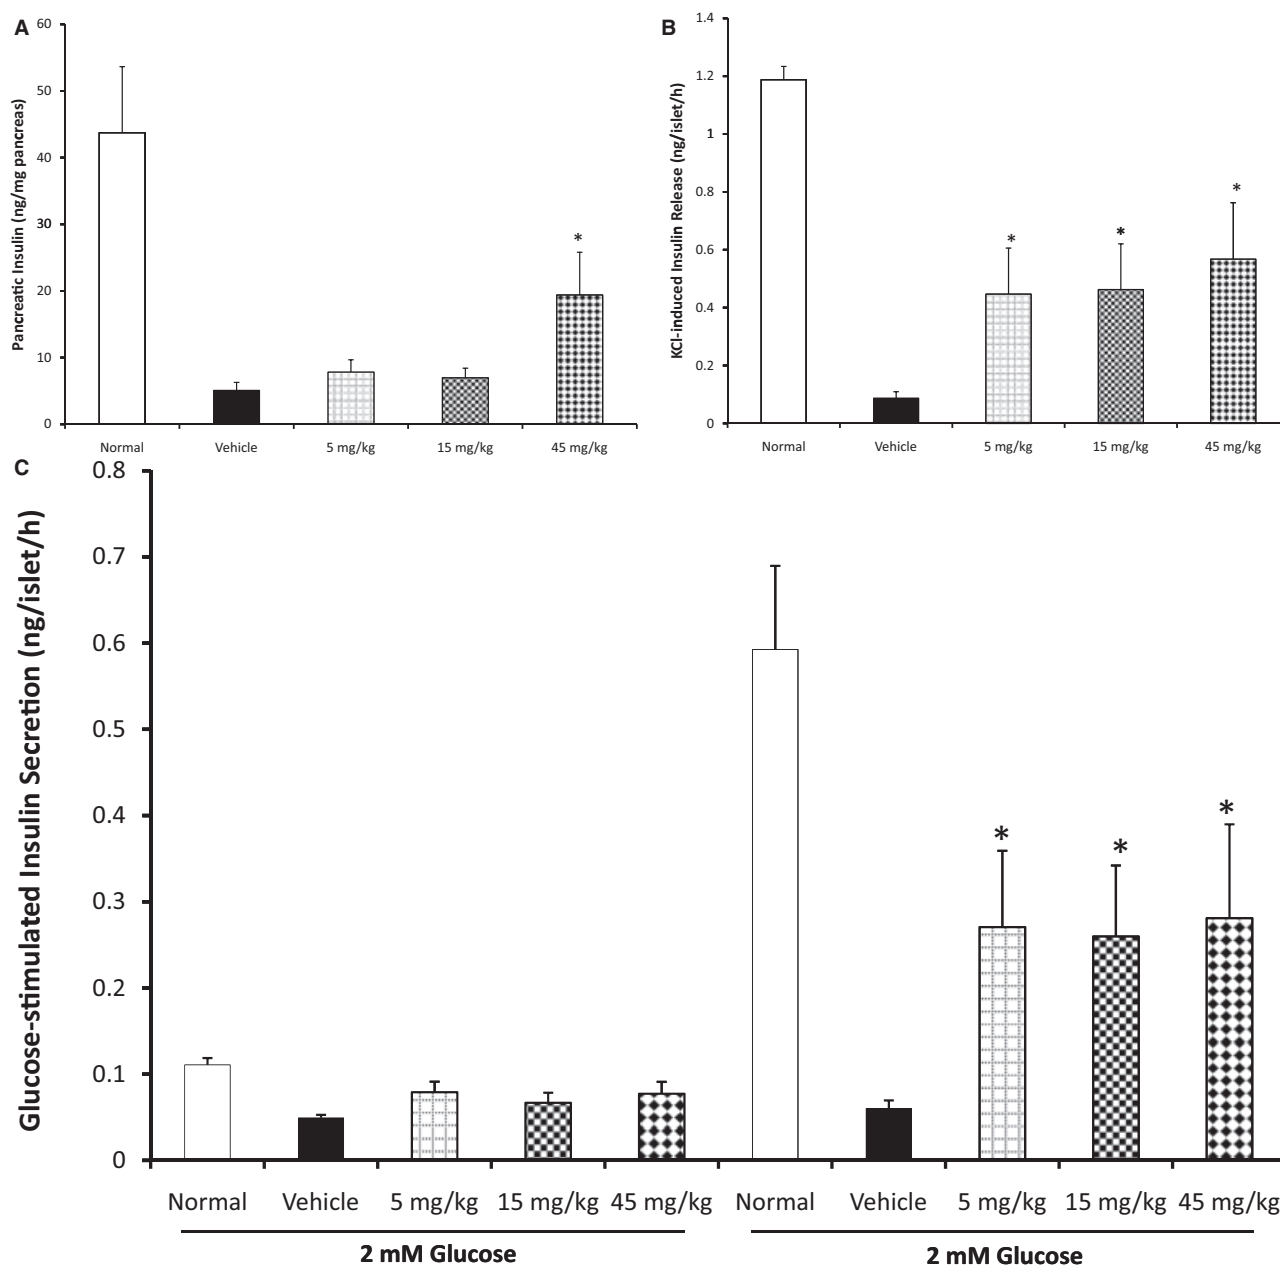 A
Pancreatic Insulin (ng/mg pancreas)
60
50
40
30
20
10
0
*
Normal Vehicle 5 mg/kg 15 mg/kg 45 mg/kg
B
KCl-induced Insulin Release (ng/islet/h)
1.4
1.2
1
0.8
0.6
0.4
0.2
0
* * *
Normal Vehicle 5 mg/kg 15 mg/kg 45 mg/kg
C
Glucose-stimulated Insulin Secretion (ng/islet/h)
0.8
0.7
0.6
0.5
0.4
0.3
0.2
0.1
0
* * *
Normal Vehicle 5 mg/kg 15 mg/kg 45 mg/kg Normal Vehicle 5 mg/kg 15 mg/kg 45 mg/kg
2 mM Glucose 2 mM Glucose